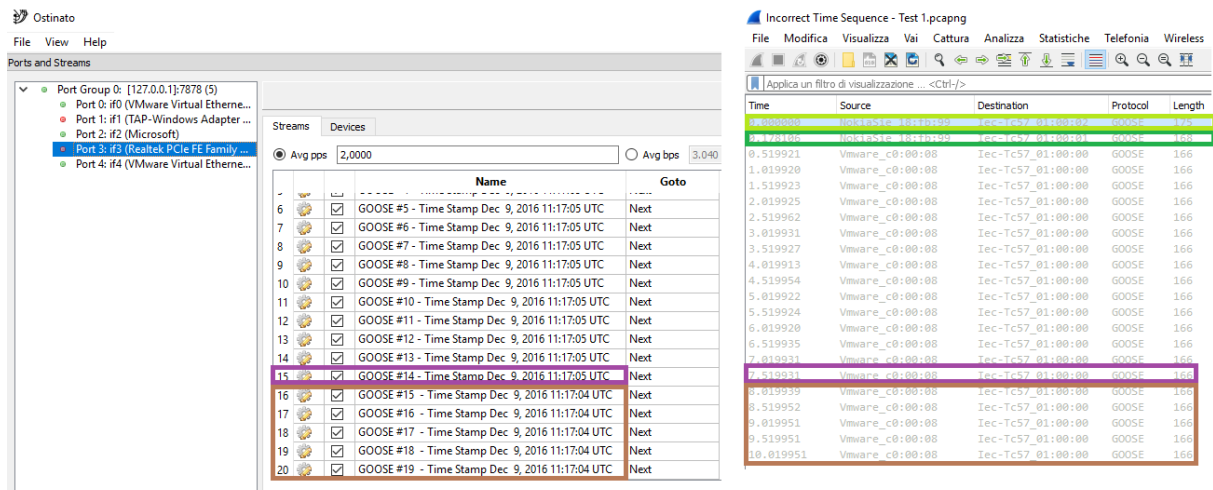 Ostinato
File View Help
Ports and Streams
Port Group 0: [127.0.0.1]:7878 (5)
Port 0: if0 (VMware Virtual Etherne...
Port 1: if1 (TAP-Windows Adapter ...
Port 2: if2 (Microsoft)
Port 3: if3 (Realtek PCIe FE Family ...
Port 4: if4 (VMware Virtual Etherne...
Streams Devices
Avg pps 2,0000 Avg bps 3.040
Name Goto
6 GOOSE #5 - Time Stamp Dec 9, 2016 11:17:05 UTC Next
7 GOOSE #6 - Time Stamp Dec 9, 2016 11:17:05 UTC Next
8 GOOSE #7 - Time Stamp Dec 9, 2016 11:17:05 UTC Next
9 GOOSE #8 - Time Stamp Dec 9, 2016 11:17:05 UTC Next
10 GOOSE #9 - Time Stamp Dec 9, 2016 11:17:05 UTC Next
11 GOOSE #10 - Time Stamp Dec 9, 2016 11:17:05 UTC Next
12 GOOSE #11 - Time Stamp Dec 9, 2016 11:17:05 UTC Next
13 GOOSE #12 - Time Stamp Dec 9, 2016 11:17:05 UTC Next
14 GOOSE #13 - Time Stamp Dec 9, 2016 11:17:05 UTC Next
15 GOOSE #14 - Time Stamp Dec 9, 2016 11:17:05 UTC Next
16 GOOSE #15 - Time Stamp Dec 9, 2016 11:17:04 UTC Next
17 GOOSE #16 - Time Stamp Dec 9, 2016 11:17:04 UTC Next
18 GOOSE #17 - Time Stamp Dec 9, 2016 11:17:04 UTC Next
19 GOOSE #18 - Time Stamp Dec 9, 2016 11:17:04 UTC Next
20 GOOSE #19 - Time Stamp Dec 9, 2016 11:17:04 UTC Next
Incorrect Time Sequence - Test 1.pcapng
File Modifica Visualizza Vai Cattura Analizza Statistiche Telefonia Wireless
Applica un filtro di visualizzazione ... <Ctrl-/>
Time Source Destination Protocol Length
0.000000 NokiaSie_18:fb:99 Iec-Tc57_01:00:02 GOOSE 175
0.178106 NokiaSie_18:fb:99 Iec-Tc57_01:00:01 GOOSE 168
0.519921 Vmware_c0:00:08 Iec-Tc57_01:00:00 GOOSE 166
1.019920 Vmware_c0:00:08 Iec-Tc57_01:00:00 GOOSE 166
1.519923 Vmware_c0:00:08 Iec-Tc57_01:00:00 GOOSE 166
2.019925 Vmware_c0:00:08 Iec-Tc57_01:00:00 GOOSE 166
2.519962 Vmware_c0:00:08 Iec-Tc57_01:00:00 GOOSE 166
3.019931 Vmware_c0:00:08 Iec-Tc57_01:00:00 GOOSE 166
3.519927 Vmware_c0:00:08 Iec-Tc57_01:00:00 GOOSE 166
4.019913 Vmware_c0:00:08 Iec-Tc57_01:00:00 GOOSE 166
4.519954 Vmware_c0:00:08 Iec-Tc57_01:00:00 GOOSE 166
5.019922 Vmware_c0:00:08 Iec-Tc57_01:00:00 GOOSE 166
5.519924 Vmware_c0:00:08 Iec-Tc57_01:00:00 GOOSE 166
6.019920 Vmware_c0:00:08 Iec-Tc57_01:00:00 GOOSE 166
6.519935 Vmware_c0:00:08 Iec-Tc57_01:00:00 GOOSE 166
7.019931 Vmware_c0:00:08 Iec-Tc57_01:00:00 GOOSE 166
7.519931 Vmware_c0:00:08 Iec-Tc57_01:00:00 GOOSE 166
8.019939 Vmware_c0:00:08 Iec-Tc57_01:00:00 GOOSE 166
8.519952 Vmware_c0:00:08 Iec-Tc57_01:00:00 GOOSE 166
9.019951 Vmware_c0:00:08 Iec-Tc57_01:00:00 GOOSE 166
9.519951 Vmware_c0:00:08 Iec-Tc57_01:00:00 GOOSE 166
10.019951 Vmware_c0:00:08 Iec-Tc57_01:00:00 GOOSE 166